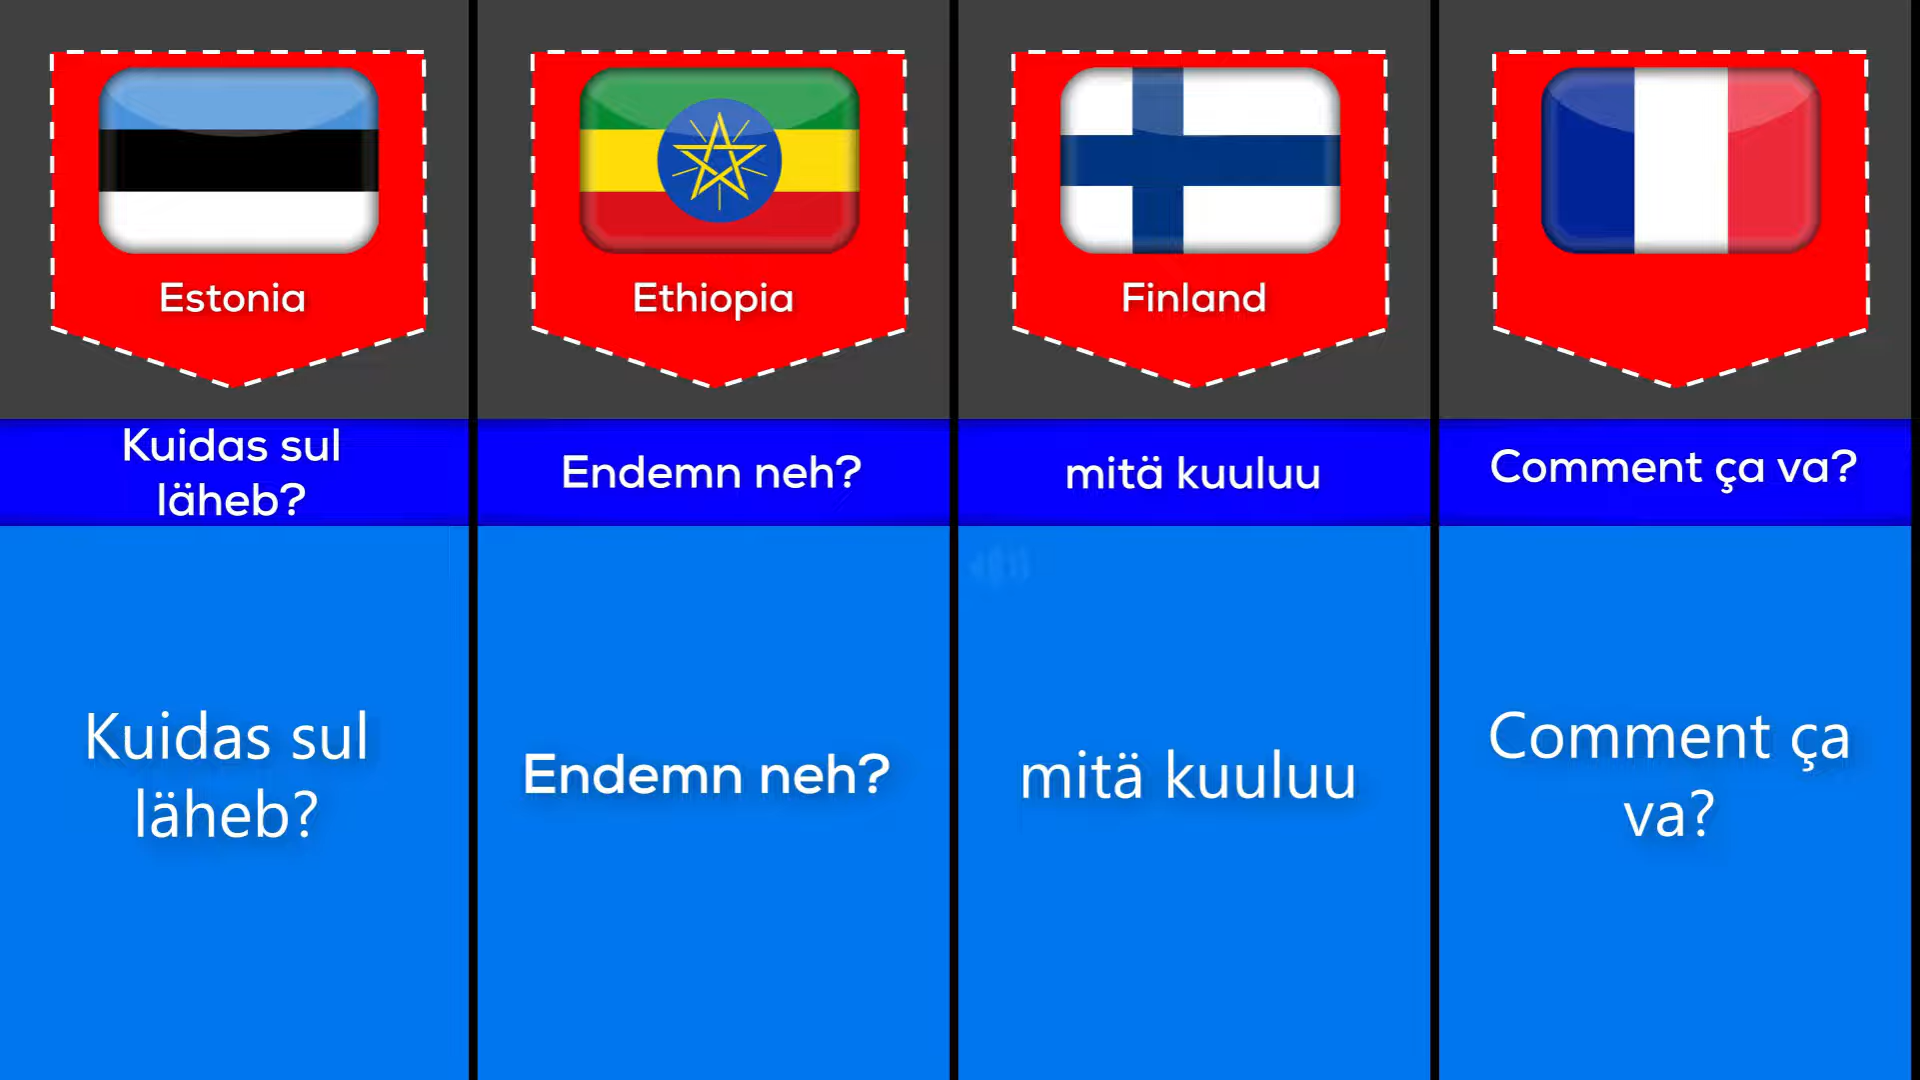 Estonia
Ethiopia
Finland
Kuidas sul
läheb?
Endemn neh?
mitä kuuluu
Comment ça va?
Kuidas sul
läheb?
Endemn neh?
mitä kuuluu
Comment ça
va?